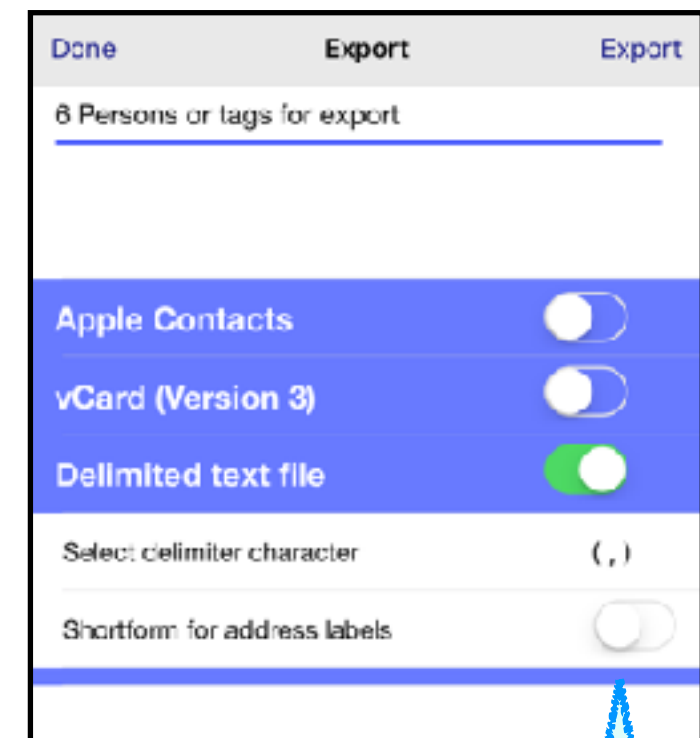 Done Export Export
6 Persons or tags for export
Apple Contacts
vCard (Version 3)
Delimited text file
Select delimiter character (,)
Shortform for address labels